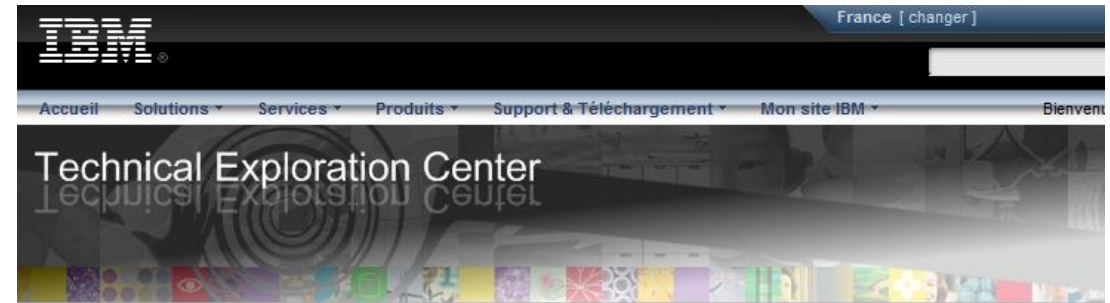 France [ changer ]
IBM®
Accueil Solutions Services Produits Support & Téléchargement Mon site IBM Bienvenu
Technical Exploration Center